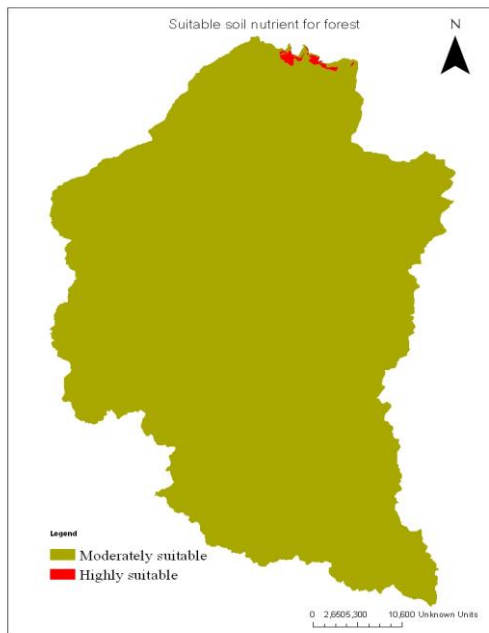 Suitable soil nutrient for forest
N
Legend
Moderately suitable
Highly suitable
0 2,6505,300 10,600 Unknown Units